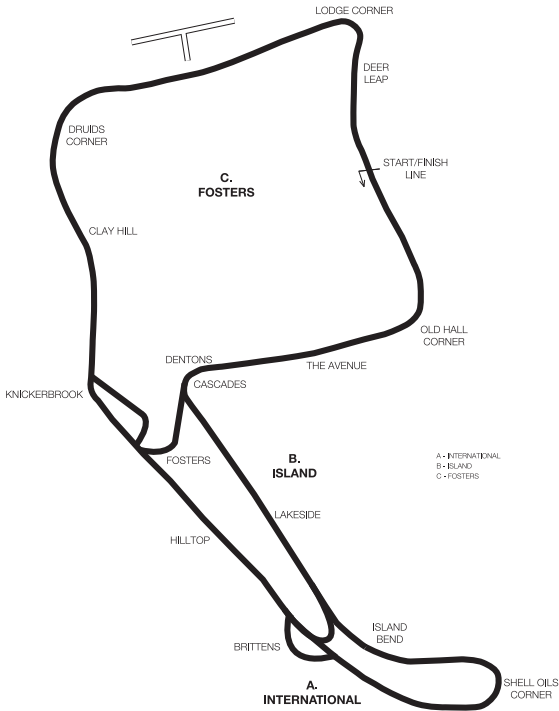 LODGE CORNER
DEER
LEAP
DRUIDS
CORNER
START/FINISH
LINE
C.
FOSTERS
CLAY HILL
OLD HALL
CORNER
DENTONS
THE AVENUE
CASCADES
KNICKERBROOK
FOSTERS
B.
ISLAND
A - INTERNATIONAL
B - ISLAND
C - FOSTERS
LAKESIDE
HILLTOP
ISLAND
BEND
BRITTENS
SHELL OILS
CORNER
A.
INTERNATIONAL